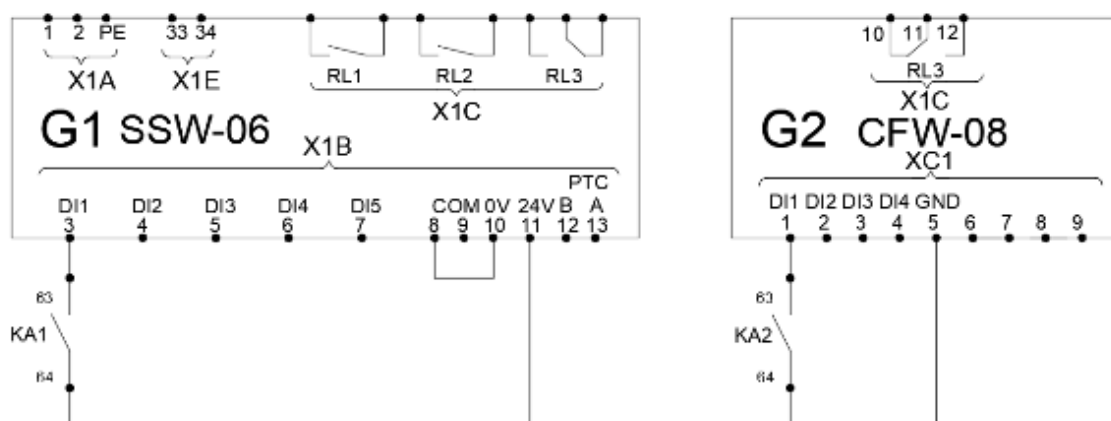 1 2 PE 33 34
X1A X1E
RL1 RL2 RL3
X1C
G1 SSW-06
X1B
PTC
DI1 DI2 DI3 DI4 DI5 COM 0V 24V B A
3 4 5 6 7 8 9 10 11 12 13
63
KA1
64
10 11 12
RL3
X1C
G2 CFW-08
XC1
DI1 DI2 DI3 DI4 GND
1 2 3 4 5 6 7 8 9
63
KA2
64